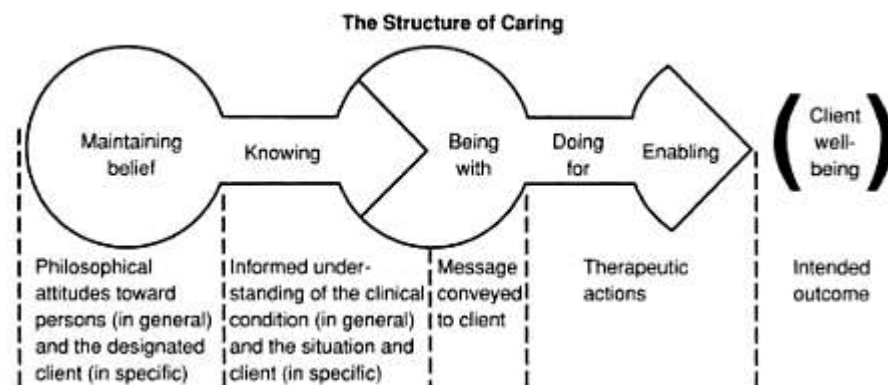 The Structure of Caring
Maintaining
belief
Knowing
Being
with
Doing
for
Enabling
Client
well-
being
Philosophical
attitudes toward
persons (in general)
and the designated
client (in specific)
Informed under-
standing of the clinical
condition (in general)
and the situation and
client (in specific)
Message
conveyed
to client
Therapeutic
actions
Intended
outcome